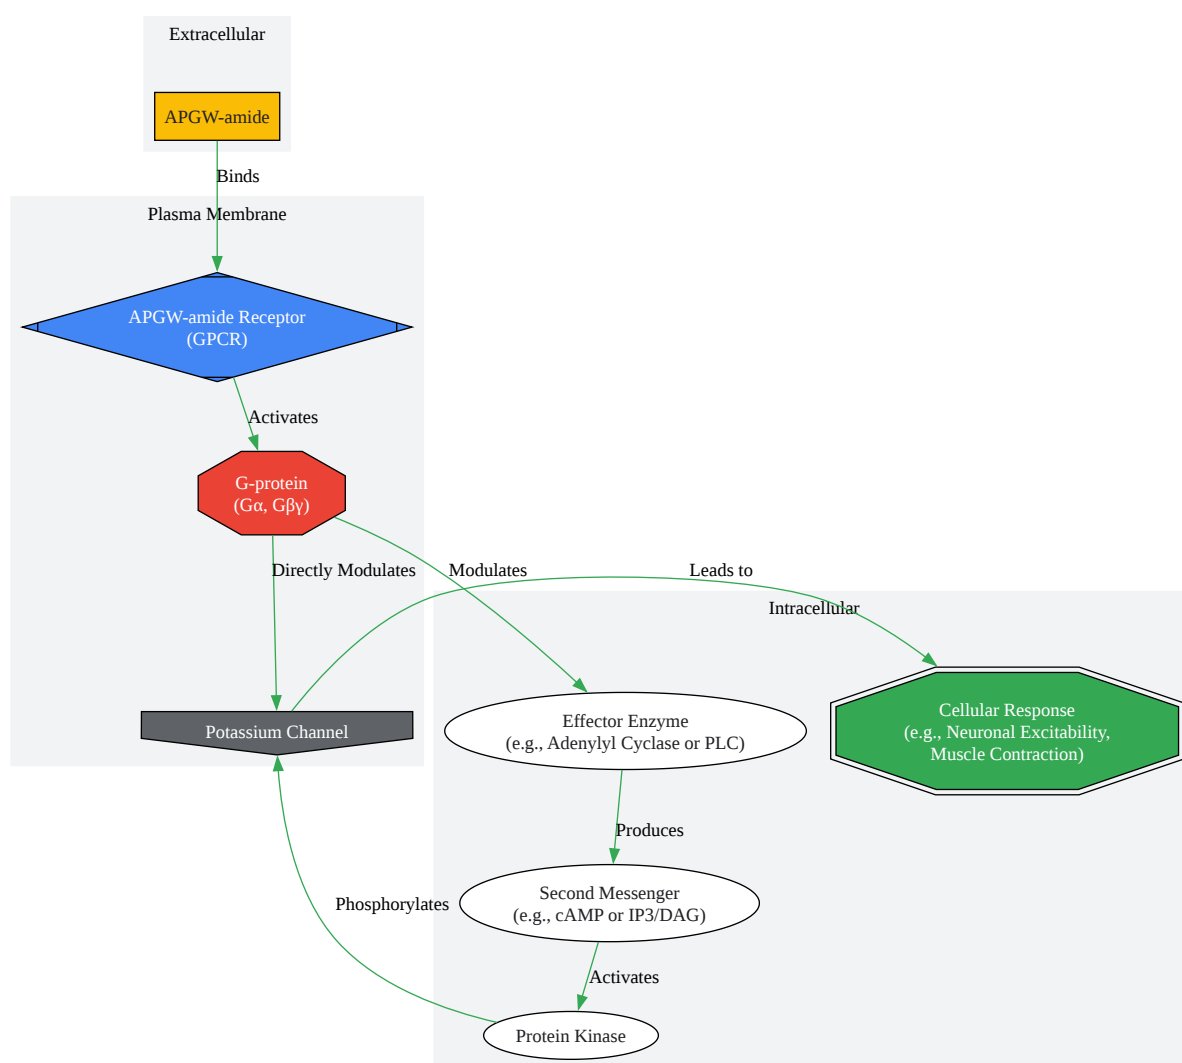 Extracellular
APGW-amide
Binds
Plasma Membrane
APGW-amide Receptor
(GPCR)
Activates
G-protein
(Gα, Gβγ)
Directly Modulates
Modulates
Leads to
Intracellular
Potassium Channel
Effector Enzyme
(e.g., Adenylyl Cyclase or PLC)
Cellular Response
(e.g., Neuronal Excitability,
Muscle Contraction)
Produces
Second Messenger
(e.g., cAMP or IP3/DAG)
Phosphorylates
Activates
Protein Kinase